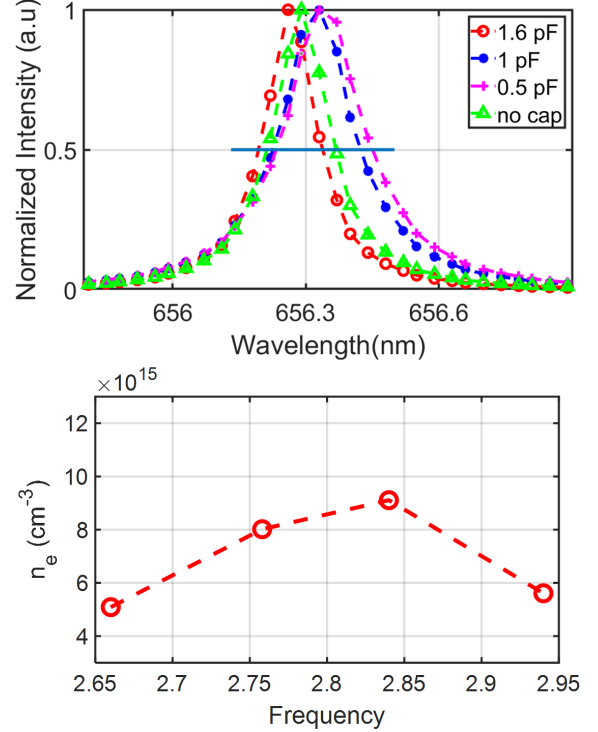 Normalized Intensity (a.u)
1
0.5
0
1.6 pF
1 pF
0.5 pF
no cap
656
656.3
656.6
Wavelength(nm)
×10^15
n_e (cm^-3)
12
10
8
6
4
2.65
2.7
2.75
2.8
2.85
2.9
2.95
Frequency